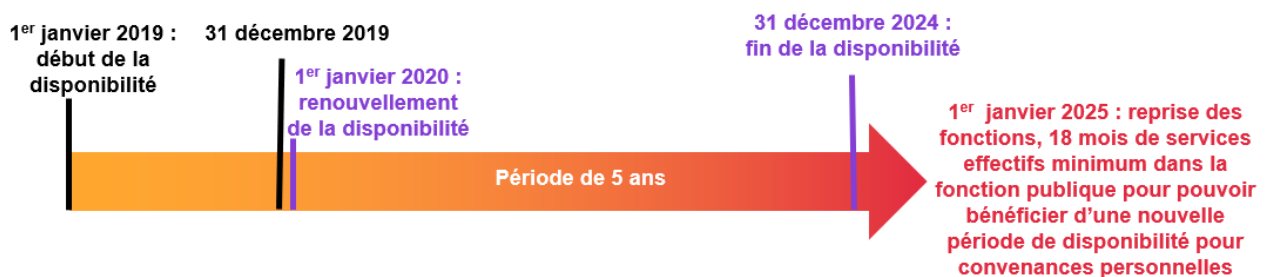 1er janvier 2019 :
début de la
disponibilité
31 décembre 2019
1er janvier 2020 :
renouvellement
de la disponibilité
Période de 5 ans
31 décembre 2024 :
fin de la disponibilité
1er janvier 2025 : reprise des
fonctions, 18 mois de services
effectifs minimum dans la
fonction publique pour pouvoir
bénéficier d’une nouvelle
période de disponibilité pour
convenances personnelles